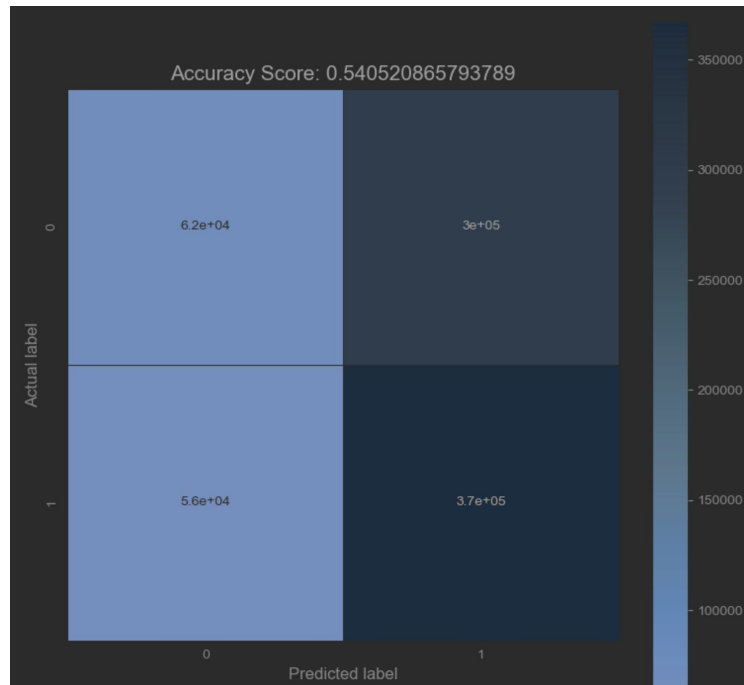 Accuracy Score: 0.540520865793789
350000
300000
250000
200000
150000
100000
0
6.2e+04
3e+05
Actual label
1
5.6e+04
3.7e+05
0
1
Predicted label